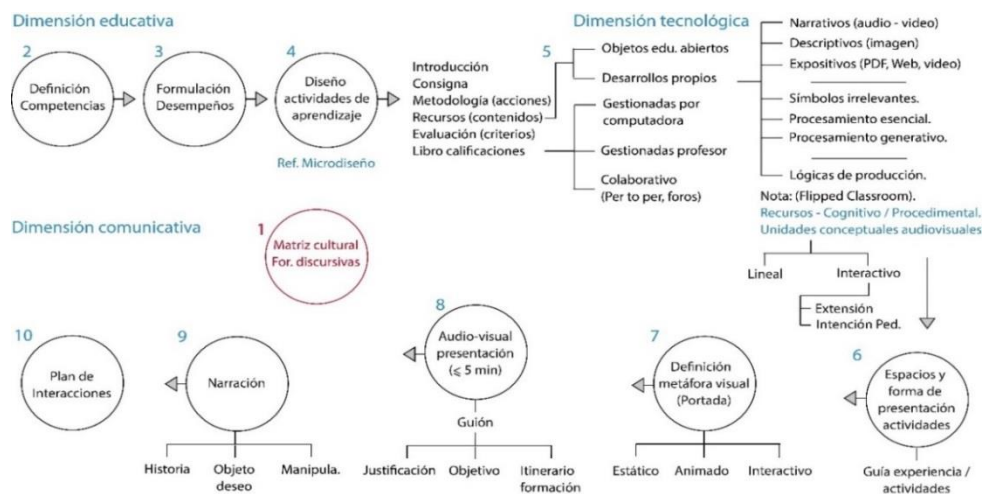 Dimensión educativa
2
Definición
Competencias
3
Formulación
Desempeños
4
Diseño
actividades de
aprendizaje
Ref. Microdiseño
5
Introducción
Consigna
Metodología (acciones)
Recursos (contenidos)
Evaluación (criterios)
Libro calificaciones
Dimensión tecnológica
Objetos edu. abiertos
Desarrollos propios
Gestionadas por
computadora
Gestionadas profesor
Colaborativo
(Per to per, foros)
Narrativos (audio - video)
Descriptivos (imagen)
Expositivos (PDF, Web, video)
Símbolos irrelevantes.
Procesamiento esencial.
Procesamiento generativo.
Lógicas de producción.
Nota: (Flipped Classroom).
Recursos - Cognitivo / Procedimental.
Unidades conceptuales audiovisuales
Lineal
Interactivo
Extensión
Intención Ped.
Dimensión comunicativa
1
Matriz cultural
For. discursivas
10
Plan de
Interacciones
9
Narración
Historia
Objeto
deseo
Manipula.
8
Audio-visual
presentación
(⩽ 5 min)
Guión
Justificación
Objetivo
Itinerario
formación
7
Definición
metáfora visual
(Portada)
Estático
Animado
Interactivo
6
Espacios y
forma de
presentación
actividades
Guía experiencia /
actividades